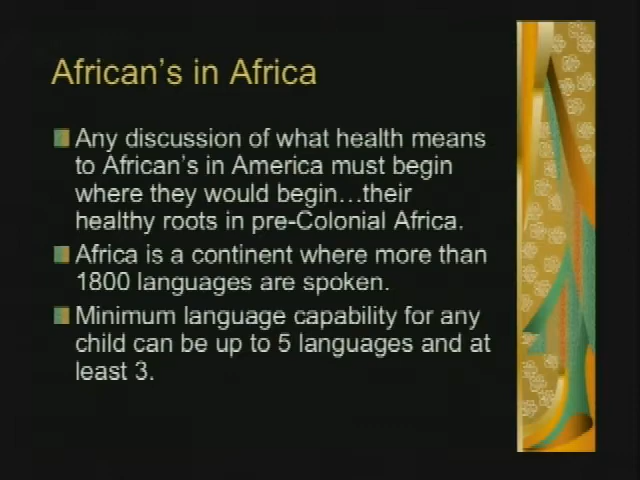 African's in Africa
Any discussion of what health means
to African's in America must begin
where they would begin…their
healthy roots in pre-Colonial Africa.
Africa is a continent where more than
1800 languages are spoken.
Minimum language capability for any
child can be up to 5 languages and at
least 3.